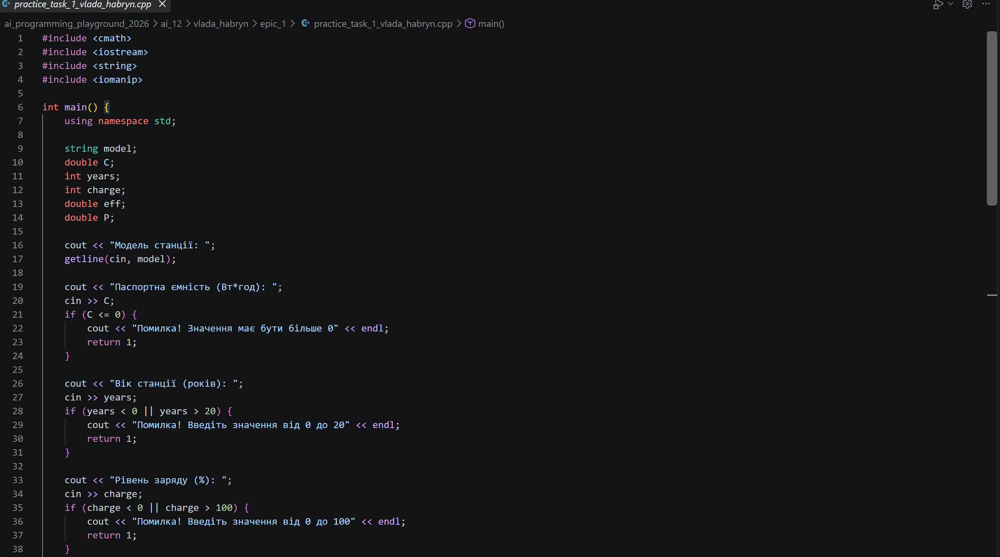 practice_task_1_vlada_habryn.cpp
ai_programming_playground_2026 > ai_12 > vlada_habryn > epic_1 > practice_task_1_vlada_habryn.cpp > main()
1 #include <cmath>
2 #include <iostream>
3 #include <string>
4 #include <iomanip>
5
6 int main() {
7     using namespace std;
8
9     string model;
10     double C;
11     int years;
12     int charge;
13     double eff;
14     double P;
15
16     cout << "Модель станції: ";
17     getline(cin, model);
18
19     cout << "Паспортна ємність (Вт*год): ";
20     cin >> C;
21     if (C <= 0) {
22         cout << "Помилка! Значення має бути більше 0" << endl;
23         return 1;
24     }
25
26     cout << "Вік станції (років): ";
27     cin >> years;
28     if (years < 0 || years > 20) {
29         cout << "Помилка! Введіть значення від 0 до 20" << endl;
30         return 1;
31     }
32
33     cout << "Рівень заряду (%): ";
34     cin >> charge;
35     if (charge < 0 || charge > 100) {
36         cout << "Помилка! Введіть значення від 0 до 100" << endl;
37         return 1;
38     }